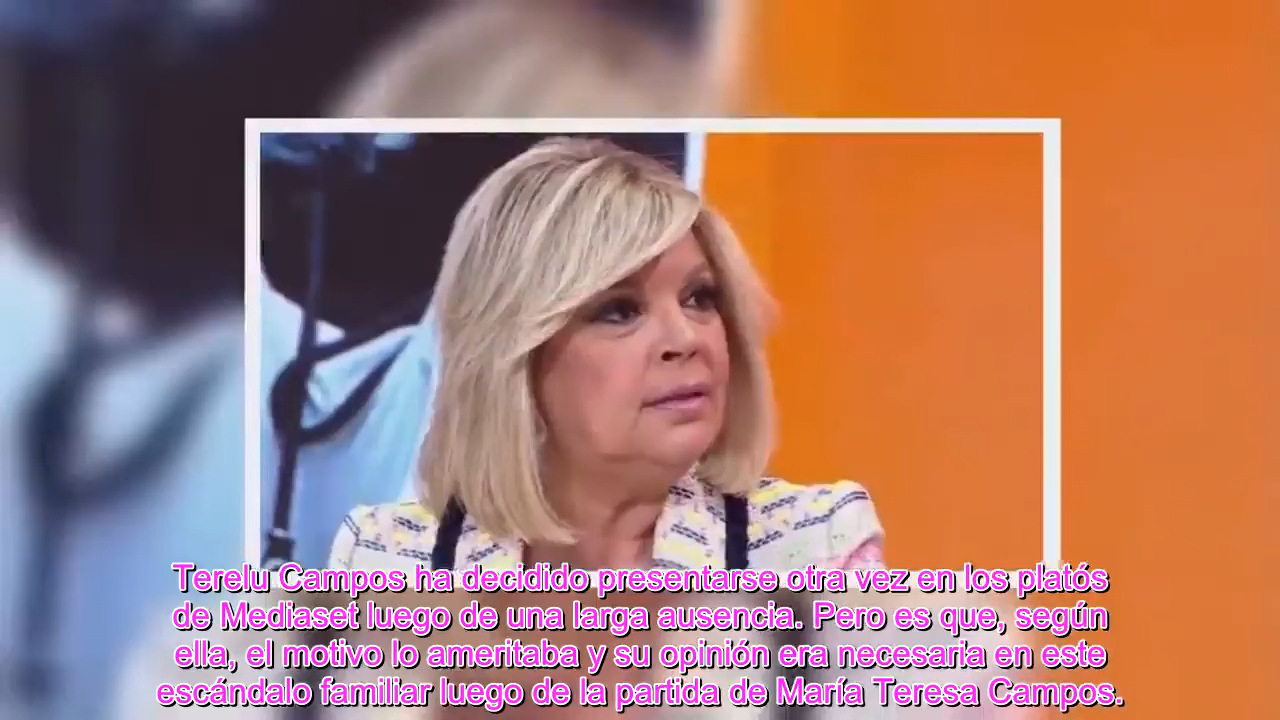 Terelu Campos ha decidido presentarse otra vez en los platós
de Mediaset luego de una larga ausencia. Pero es que, según
ella, el motivo lo ameritaba y su opinión era necesaria en este
escándalo familiar luego de la partida de María Teresa Campos.